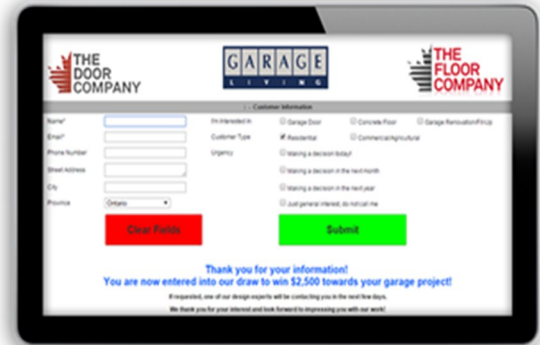 THE DOOR COMPANY
GARAGE
LIVING
THE FLOOR COMPANY
1 - Customer Information
Name* I'm Interested In Garage Door Concrete Floor Garage Renovation/Fit Up
Email* Customer Type Residential Commercial/Agricultural
Phone Number Urgency Making a decision today!
Street Address Making a decision in the next month
City Making a decision in the next year
Province Ontario Just general interest, do not call me
Clear Fields Submit
Thank you for your information!
You are now entered into our draw to win $2,500 towards your garage project!
If requested, one of our design experts will be contacting you in the next few days.
We thank you for your interest and look forward to impressing you with our work!